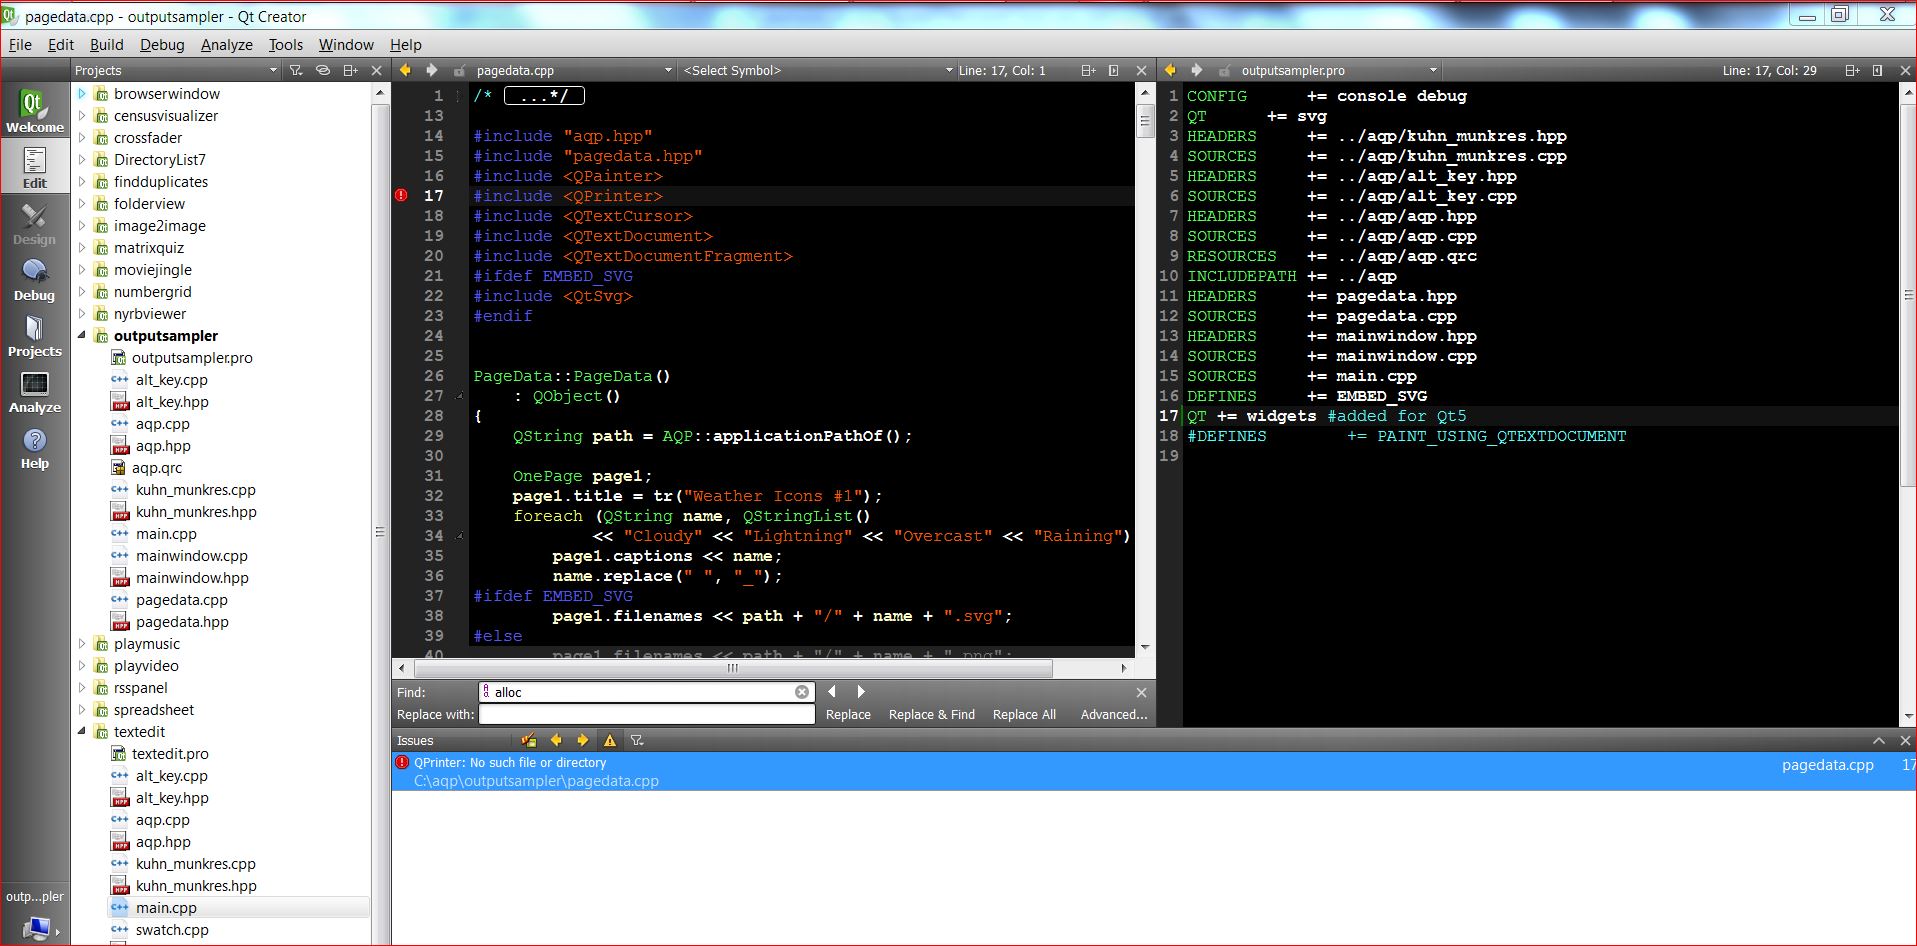 pagedata.cpp - outputsampler - Qt Creator
File Edit Build Debug Analyze Tools Window Help
Projects
pagedata.cpp <Select Symbol> Line: 17, Col: 1
outputsampler.pro Line: 17, Col: 29
Welcome
Edit
Design
Debug
Projects
Analyze
Help
outp...pler
browserwindow
censusvisualizer
crossfader
DirectoryList7
findduplicates
folderview
image2image
matrixquiz
moviejingle
numbergrid
nyrbviewer
outputsampler
outputsampler.pro
alt_key.cpp
alt_key.hpp
aqp.cpp
aqp.hpp
aqp.qrc
kuhn_munkres.cpp
kuhn_munkres.hpp
main.cpp
mainwindow.cpp
mainwindow.hpp
pagedata.cpp
pagedata.hpp
playmusic
playvideo
rsspanel
spreadsheet
textedit
textedit.pro
alt_key.cpp
alt_key.hpp
aqp.cpp
aqp.hpp
kuhn_munkres.cpp
kuhn_munkres.hpp
main.cpp
swatch.cpp
1 /* ...*/
13
14 #include "aqp.hpp"
15 #include "pagedata.hpp"
16 #include <QPainter>
17 #include <QPrinter>
18 #include <QTextCursor>
19 #include <QTextDocument>
20 #include <QTextDocumentFragment>
21 #ifdef EMBED_SVG
22 #include <QtSvg>
23 #endif
24
25
26 PageData::PageData()
27 : QObject()
28 {
29 QString path = AQP::applicationPathOf();
30
31 OnePage page1;
32 page1.title = tr("Weather Icons #1");
33 foreach (QString name, QStringList()
34 << "Cloudy" << "Lightning" << "Overcast" << "Raining")
35 page1.captions << name;
36 name.replace(" ", "_");
37 #ifdef EMBED_SVG
38 page1.filenames << path + "/" + name + ".svg";
39 #else
40 page1.filenames << path + "/" + name + ".png";
Find: alloc
Replace with: Replace Replace & Find Replace All Advanced...
1 CONFIG += console debug
2 QT += svg
3 HEADERS += ../aqp/kuhn_munkres.hpp
4 SOURCES += ../aqp/kuhn_munkres.cpp
5 HEADERS += ../aqp/alt_key.hpp
6 SOURCES += ../aqp/alt_key.cpp
7 HEADERS += ../aqp/aqp.hpp
8 SOURCES += ../aqp/aqp.cpp
9 RESOURCES += ../aqp/aqp.qrc
10 INCLUDEPATH += ../aqp
11 HEADERS += pagedata.hpp
12 SOURCES += pagedata.cpp
13 HEADERS += mainwindow.hpp
14 SOURCES += mainwindow.cpp
15 SOURCES += main.cpp
16 DEFINES += EMBED_SVG
17 QT += widgets #added for Qt5
18 #DEFINES += PAINT_USING_QTEXTDOCUMENT
19
Issues
QPrinter: No such file or directory
C:\aqp\outputsampler\pagedata.cpp
pagedata.cpp 17